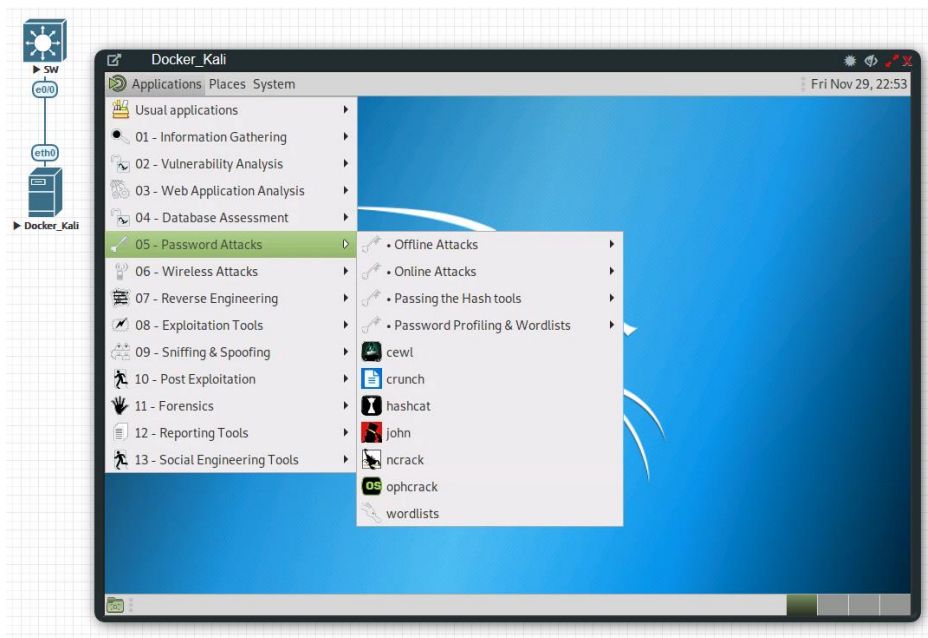 SW
e0/0
eth0
Docker_Kali
Docker_Kali
Applications Places System
Fri Nov 29, 22:53
Usual applications
01 - Information Gathering
02 - Vulnerability Analysis
03 - Web Application Analysis
04 - Database Assessment
05 - Password Attacks
06 - Wireless Attacks
07 - Reverse Engineering
08 - Exploitation Tools
09 - Sniffing & Spoofing
10 - Post Exploitation
11 - Forensics
12 - Reporting Tools
13 - Social Engineering Tools
• Offline Attacks
• Online Attacks
• Passing the Hash tools
• Password Profiling & Wordlists
cewl
crunch
hashcat
john
ncrack
OS
ophcrack
wordlists